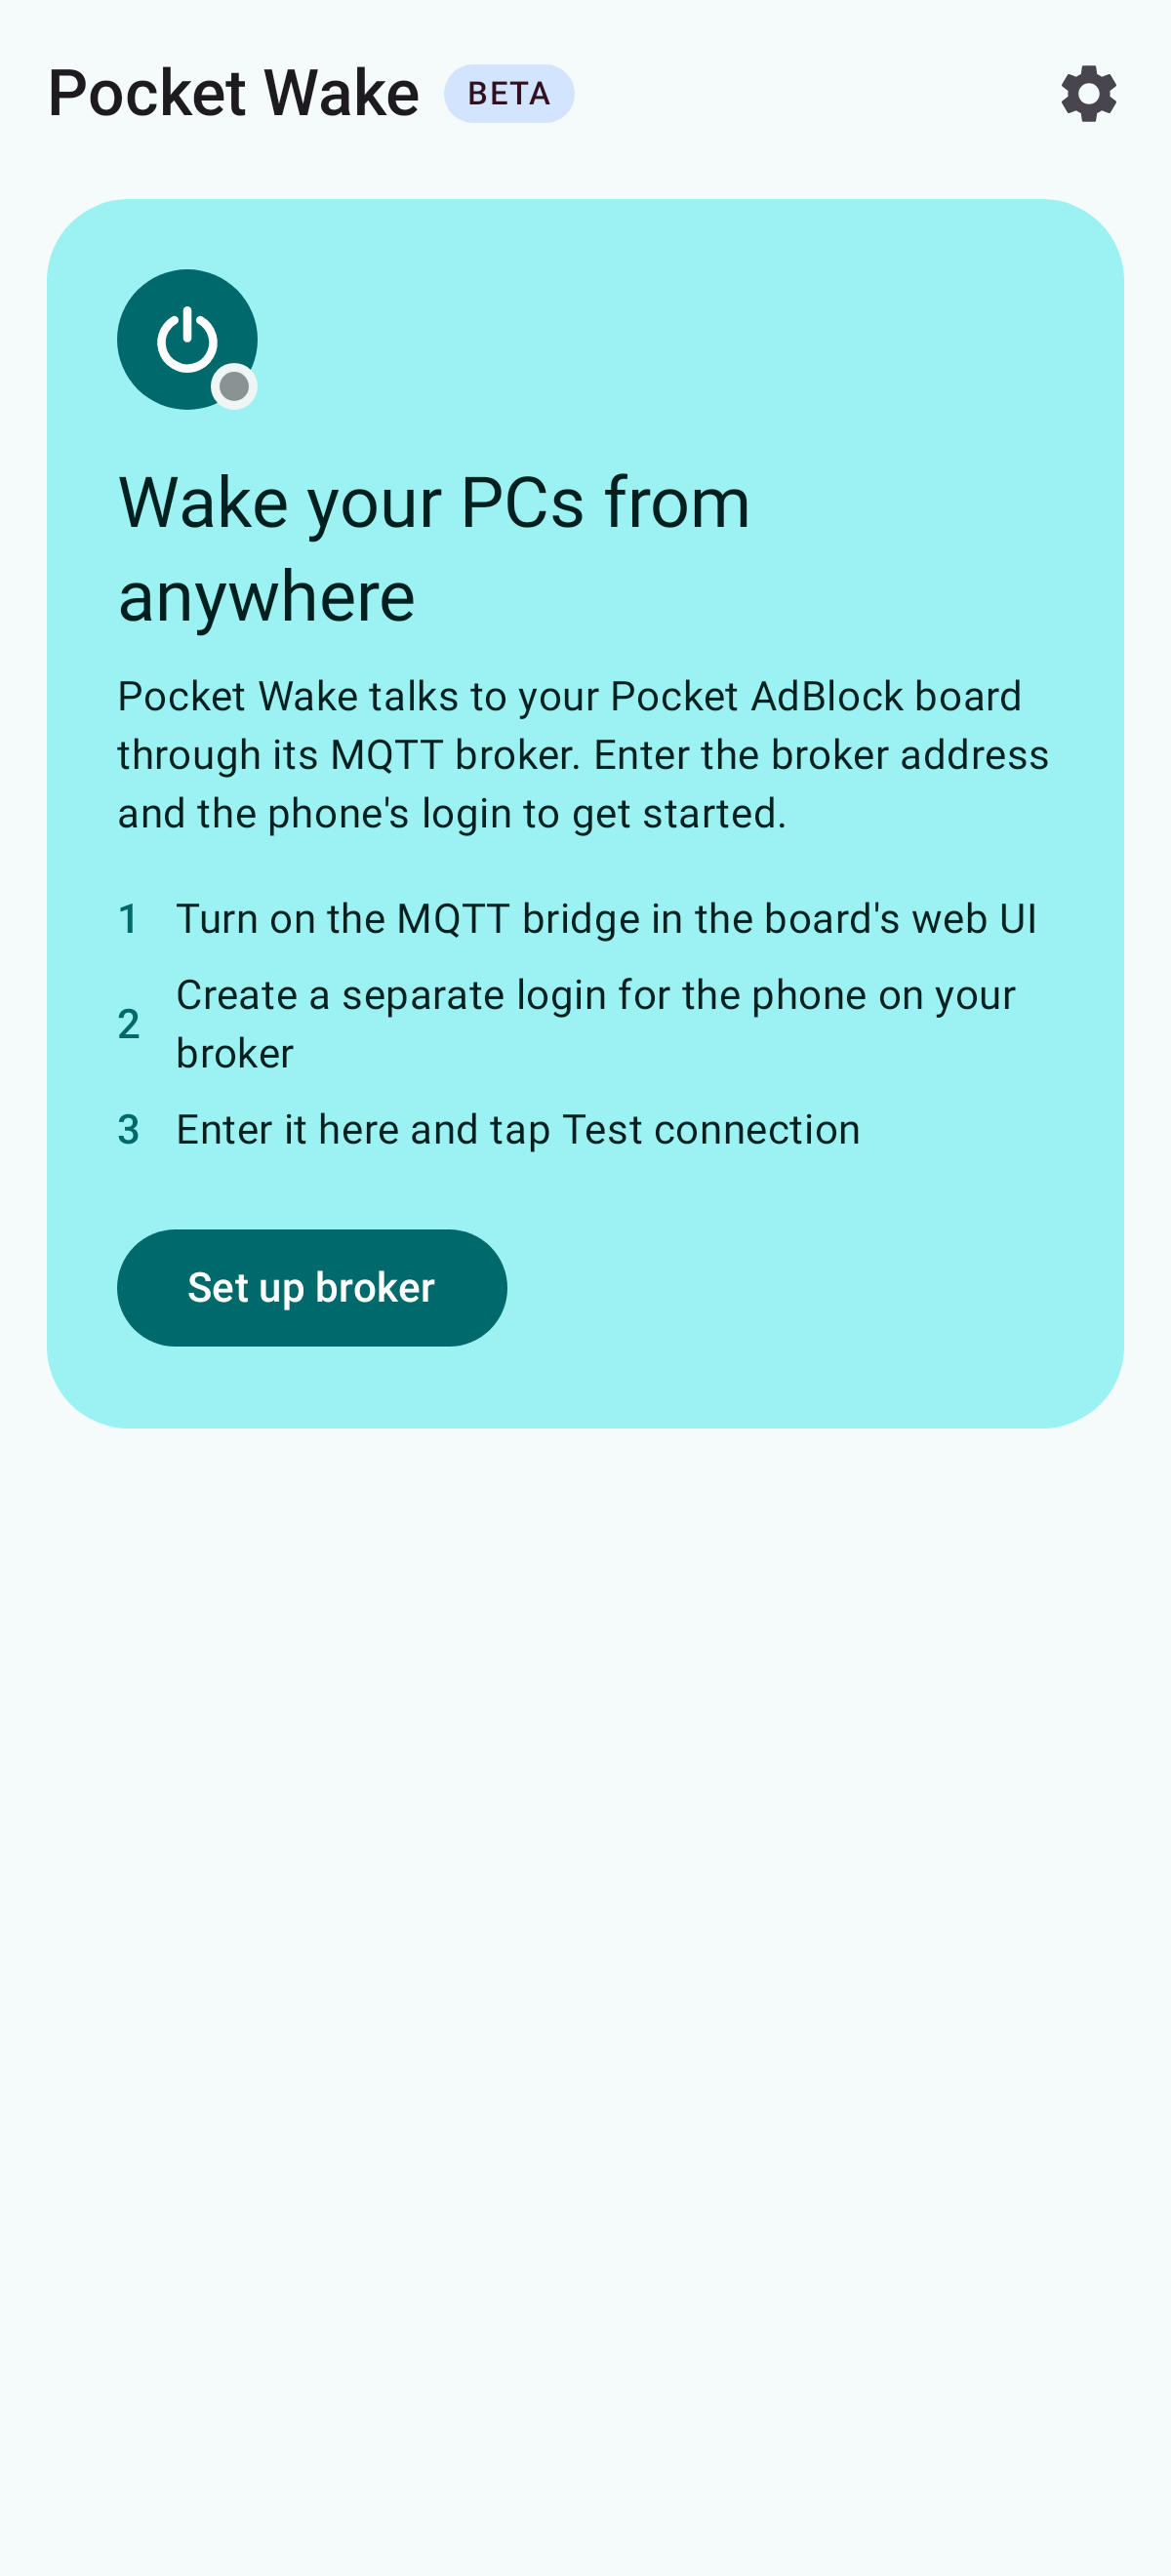 Pocket Wake BETA
Wake your PCs from
anywhere
Pocket Wake talks to your Pocket AdBlock board
through its MQTT broker. Enter the broker address
and the phone's login to get started.
1 Turn on the MQTT bridge in the board's web UI
2 Create a separate login for the phone on your
broker
3 Enter it here and tap Test connection
Set up broker